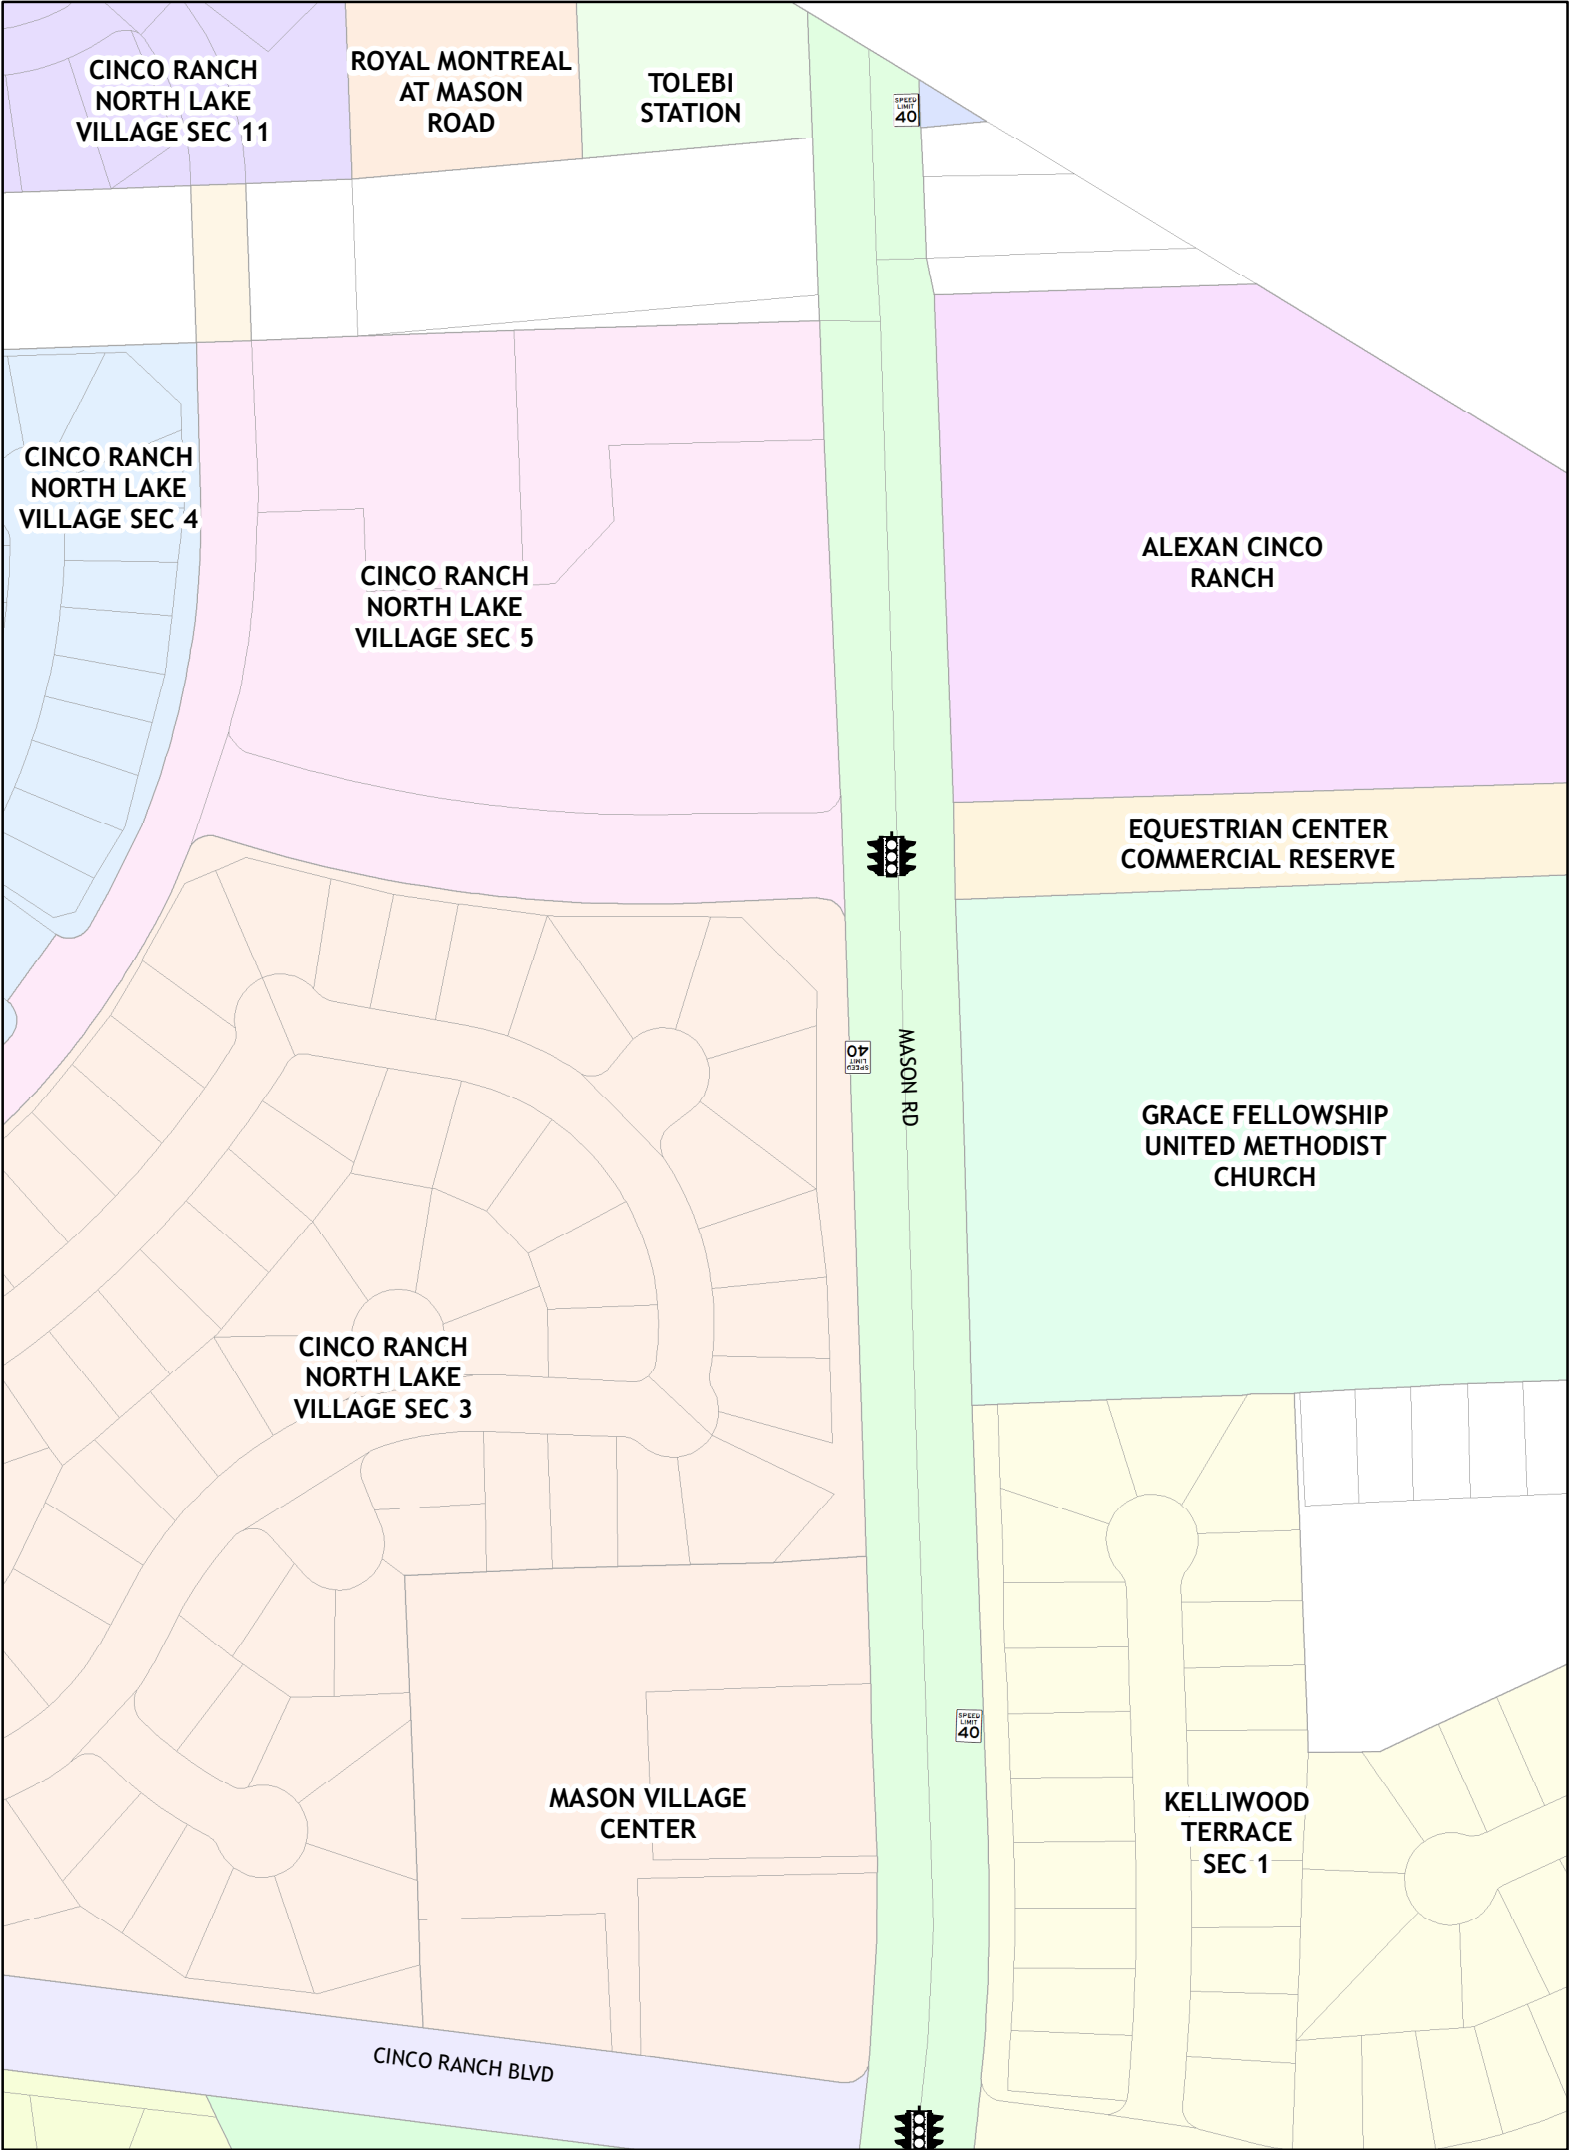 CINCO RANCH
NORTH LAKE
VILLAGE SEC 11
ROYAL MONTREAL
AT MASON
ROAD
TOLEBI
STATION
SPEED
LIMIT
40
CINCO RANCH
NORTH LAKE
VILLAGE SEC 4
CINCO RANCH
NORTH LAKE
VILLAGE SEC 5
ALEXAN CINCO
RANCH
EQUESTRIAN CENTER
COMMERCIAL RESERVE
SPEED
LIMIT
40
MASON RD
GRACE FELLOWSHIP
UNITED METHODIST
CHURCH
CINCO RANCH
NORTH LAKE
VILLAGE SEC 3
SPEED
LIMIT
40
MASON VILLAGE
CENTER
KELLIWOOD
TERRACE
SEC 1
CINCO RANCH BLVD